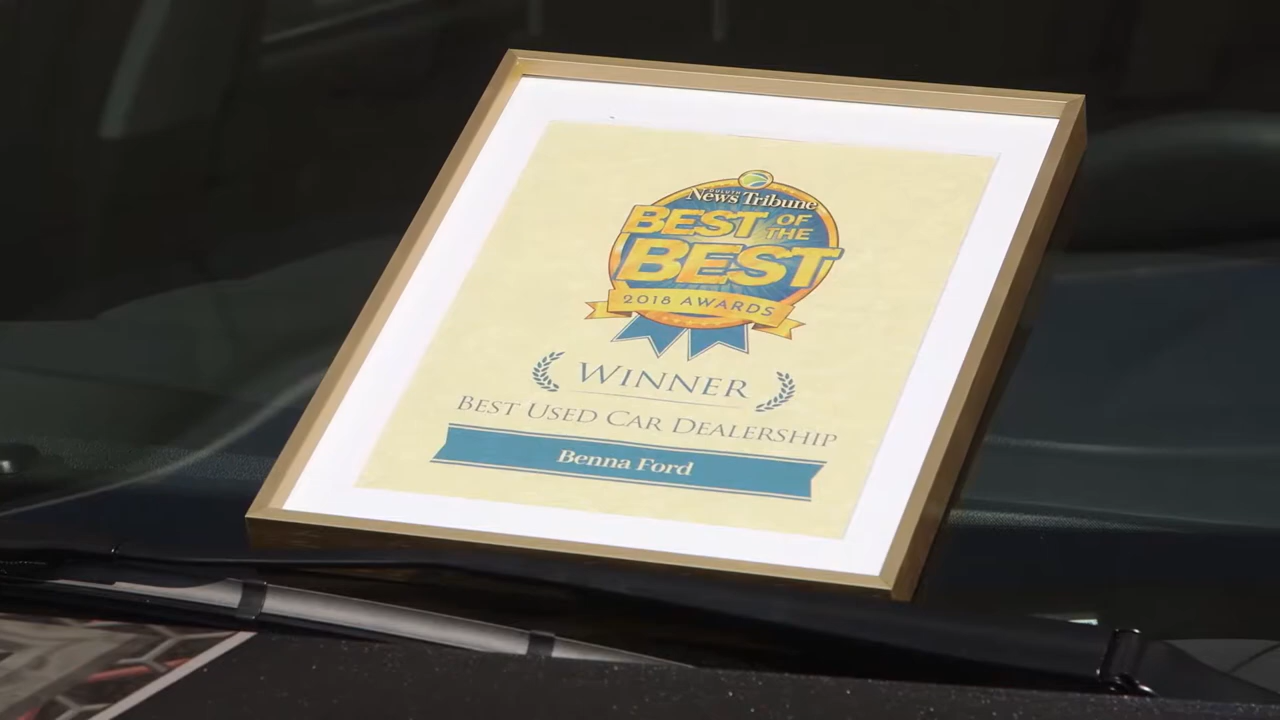 DULUTH
News Tribune
BEST OF THE
BEST
2018 AWARDS
WINNER
BEST USED CAR DEALERSHIP
Benna Ford